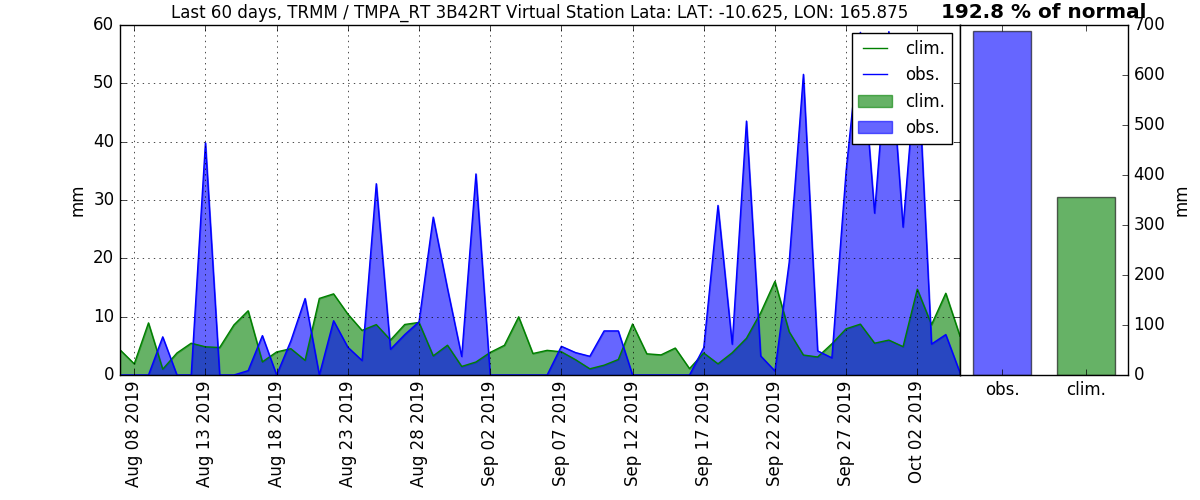 Last 60 days, TRMM / TMPA_RT 3B42RT Virtual Station Lata: LAT: -10.625, LON: 165.875
192.8 % of normal
60
50
40
30
20
10
0
mm
clim.
obs.
clim.
obs.
700
600
500
400
300
200
100
0
mm
obs.
clim.
Aug 08 2019
Aug 13 2019
Aug 18 2019
Aug 23 2019
Aug 28 2019
Sep 02 2019
Sep 07 2019
Sep 12 2019
Sep 17 2019
Sep 22 2019
Sep 27 2019
Oct 02 2019